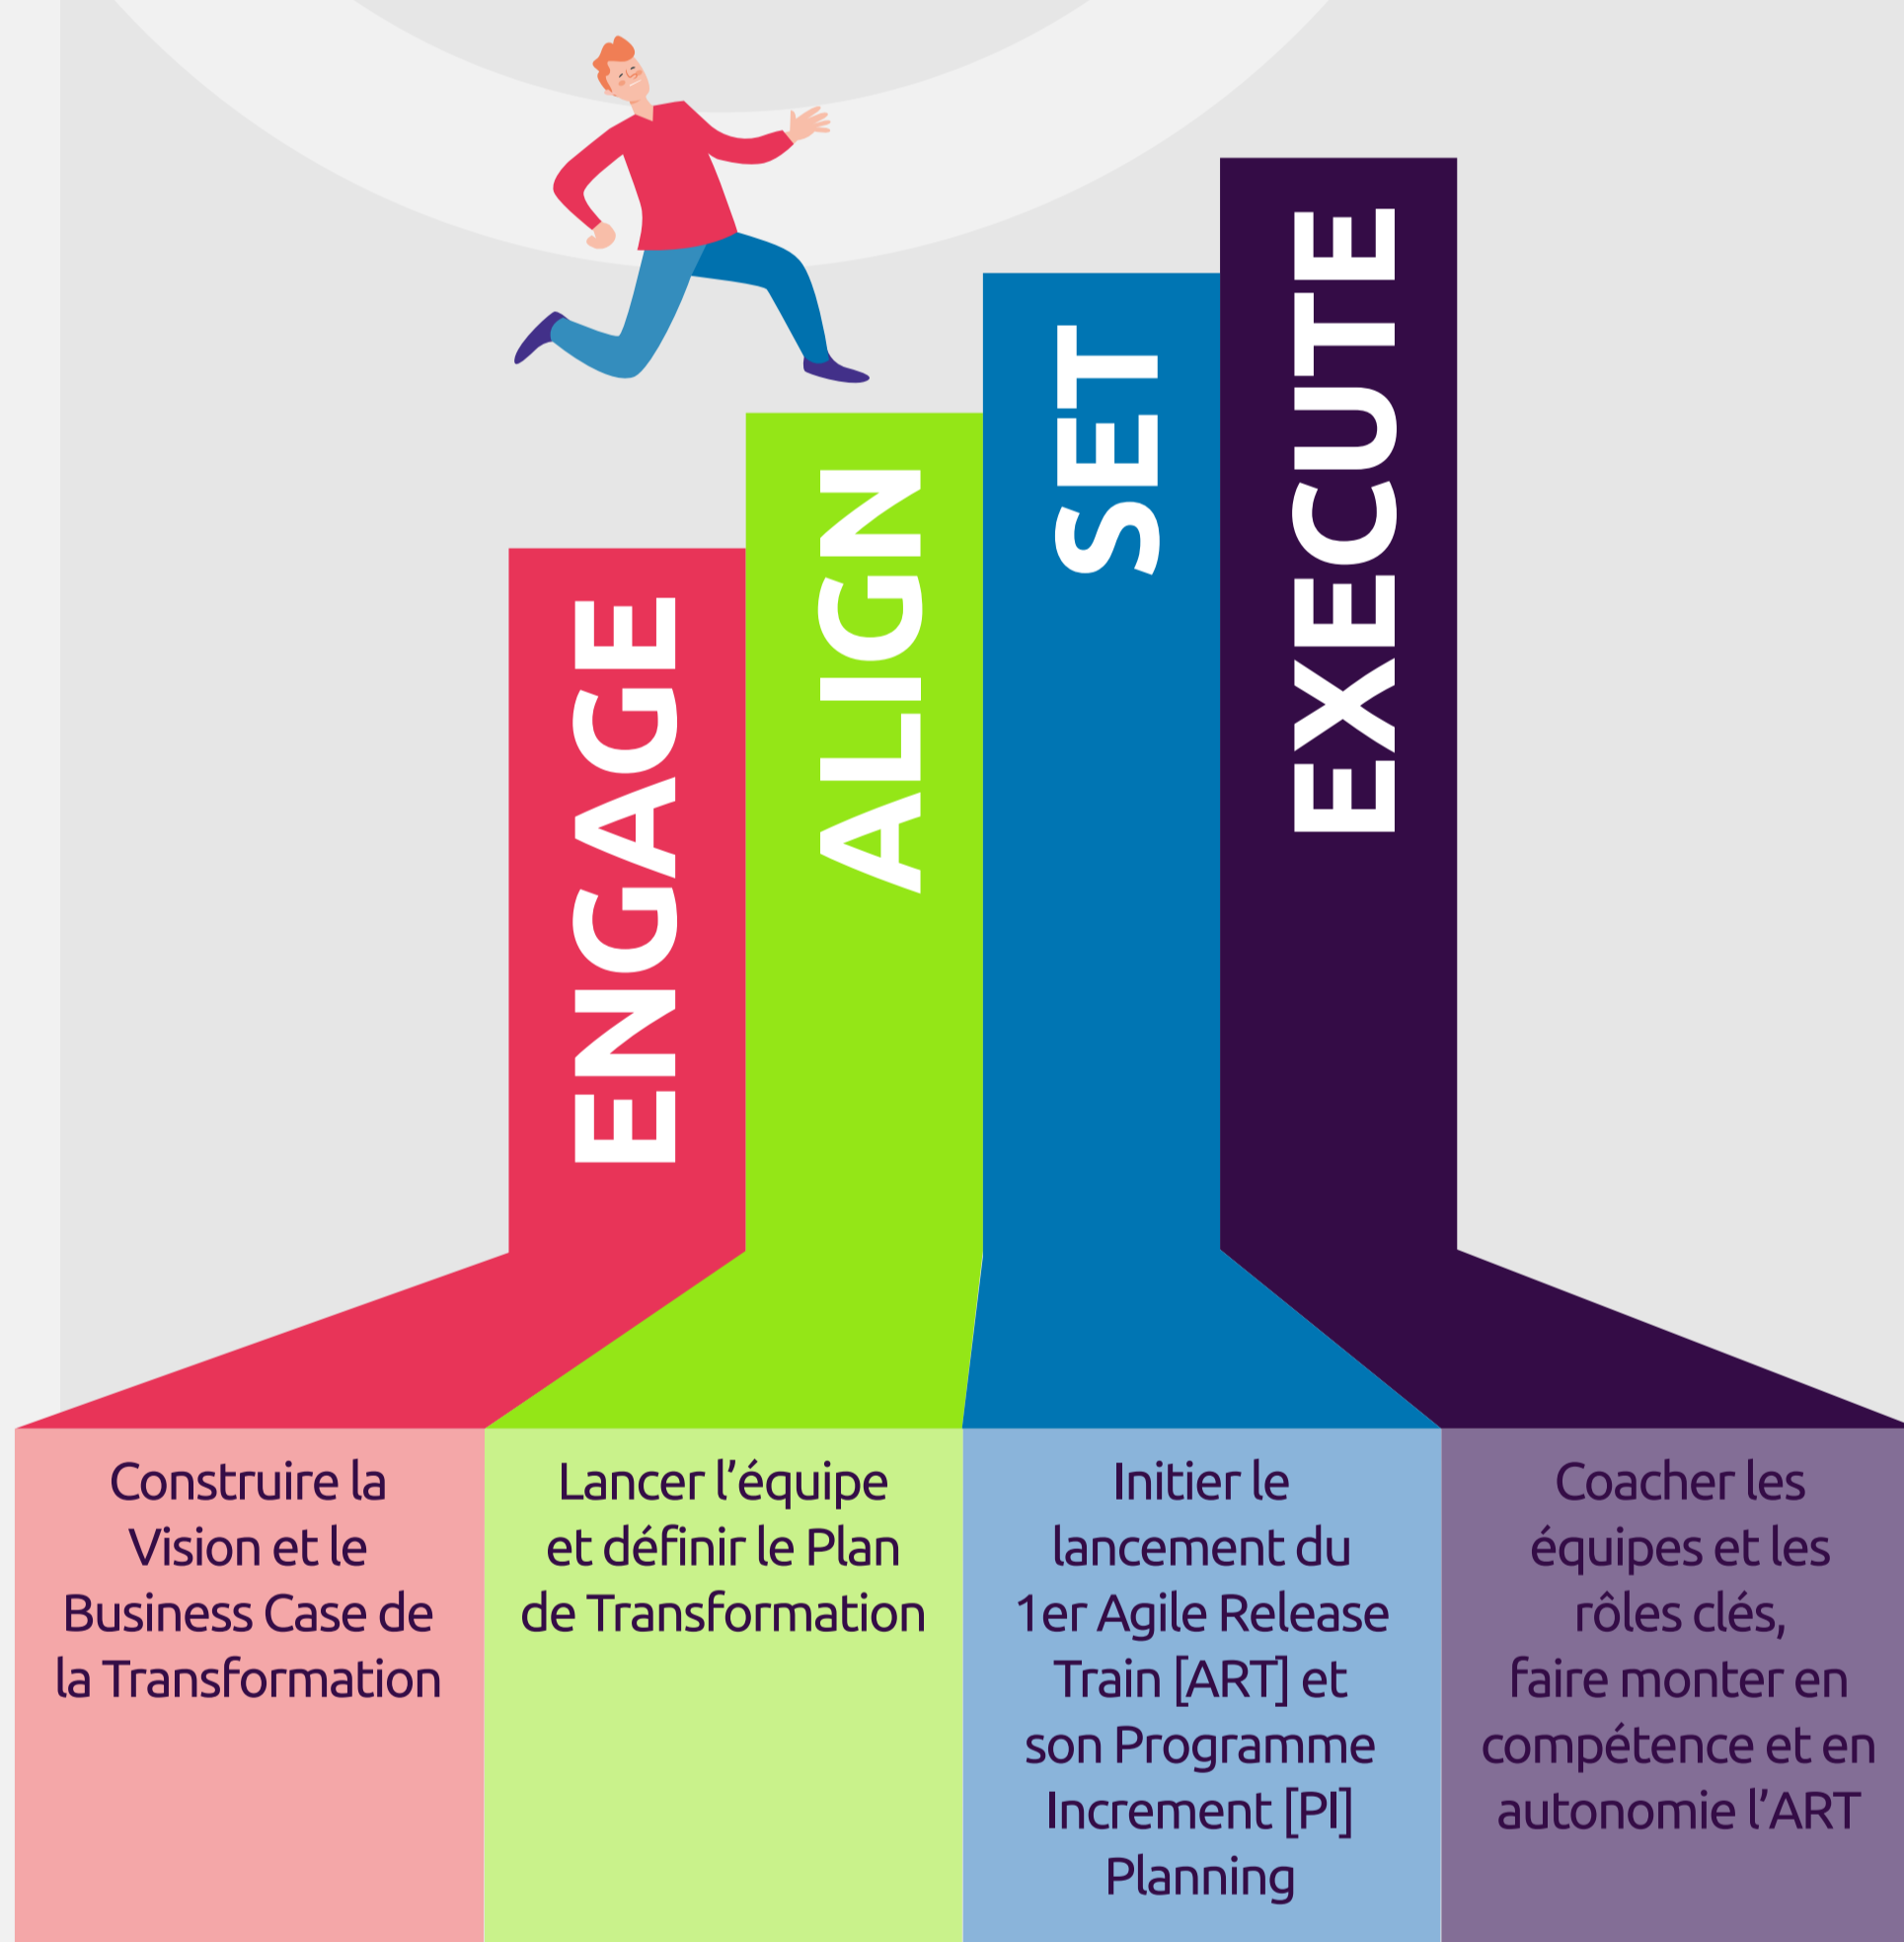 ENGAGE
ALIGN
SET
EXECUTE
Construire la
Vision et le
Business Case de
la Transformation
Lancer l’équipe
et définir le Plan
de Transformation
Initier le
lancement du
1er Agile Release
Train [ART] et
son Programme
Increment [PI]
Planning
Coacher les
équipes et les
rôles clés,
faire monter en
compétence et en
autonomie l’ART